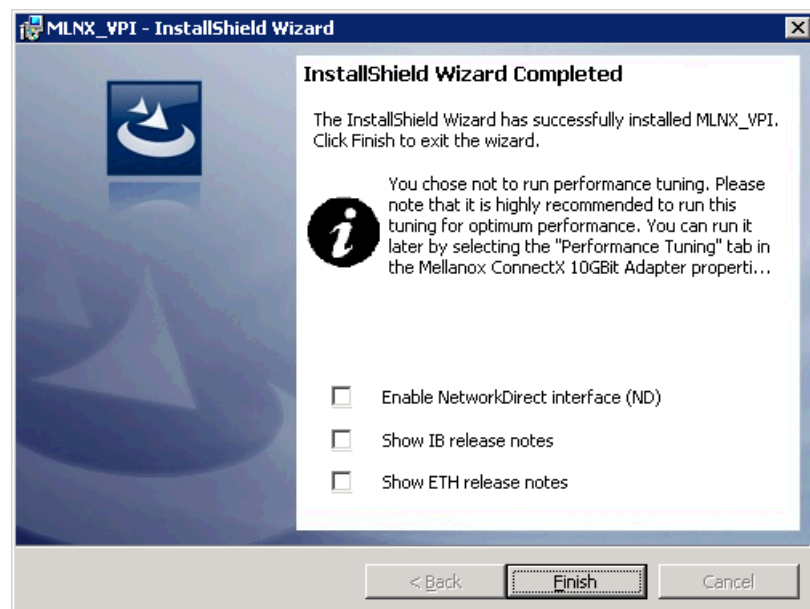 MLNX_VPI - InstallShield Wizard
InstallShield Wizard Completed
The InstallShield Wizard has successfully installed MLNX_VPI.
Click Finish to exit the wizard.
You chose not to run performance tuning. Please
note that it is highly recommended to run this
tuning for optimum performance. You can run it
later by selecting the "Performance Tuning" tab in
the Mellanox ConnectX 10GBit Adapter properti...
Enable NetworkDirect interface (ND)
Show IB release notes
Show ETH release notes
< Back
Finish
Cancel